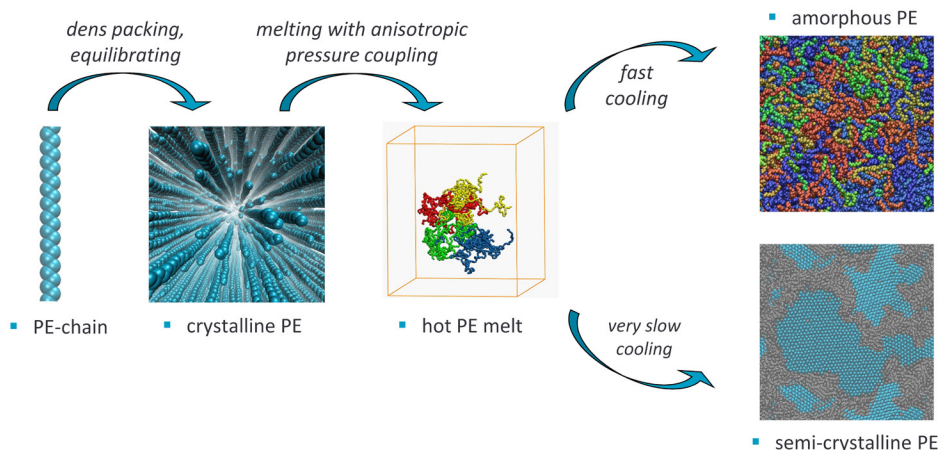 dens packing,
equilibrating
melting with anisotropic
pressure coupling
fast
cooling
very slow
cooling
▪ amorphous PE
▪ PE-chain
▪ crystalline PE
▪ hot PE melt
▪ semi-crystalline PE